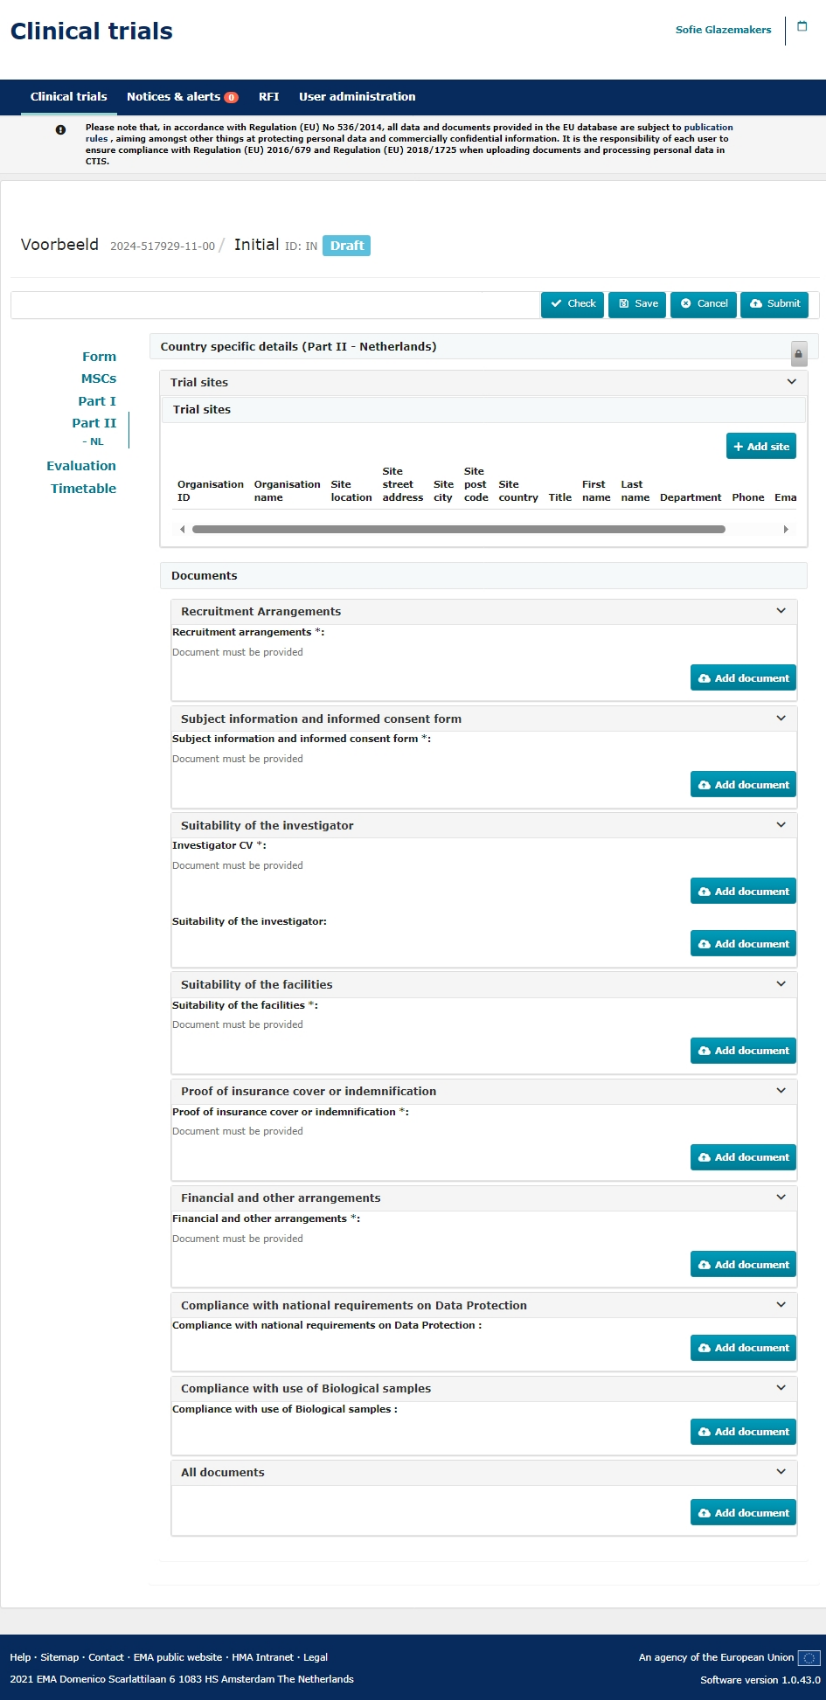 Clinical trials
Sofie Glazemakers
Clinical trials Notices & alerts 0 RFI User administration
Please note that, in accordance with Regulation (EU) No 536/2014, all data and documents provided in the EU database are subject to publication
rules , aiming amongst other things at protecting personal data and commercially confidential information. It is the responsibility of each user to
ensure compliance with Regulation (EU) 2016/679 and Regulation (EU) 2018/1725 when uploading documents and processing personal data in
CTIS.
Voorbeeld 2024-517929-11-00 / Initial ID: IN Draft
Check Save Cancel Submit
Form
MSCs
Part I
Part II
- NL
Evaluation
Timetable
Country specific details (Part II - Netherlands)
Trial sites
Trial sites
+ Add site
Organisation ID Organisation name Site location Site street address Site city Site post code Site country Title First name Last name Department Phone Ema
Documents
Recruitment Arrangements
Recruitment arrangements *:
Document must be provided
Add document
Subject information and informed consent form
Subject information and informed consent form *:
Document must be provided
Add document
Suitability of the investigator
Investigator CV *:
Document must be provided
Add document
Suitability of the investigator:
Add document
Suitability of the facilities
Suitability of the facilities *:
Document must be provided
Add document
Proof of insurance cover or indemnification
Proof of insurance cover or indemnification *:
Document must be provided
Add document
Financial and other arrangements
Financial and other arrangements *:
Document must be provided
Add document
Compliance with national requirements on Data Protection
Compliance with national requirements on Data Protection :
Add document
Compliance with use of Biological samples
Compliance with use of Biological samples :
Add document
All documents
Add document
Help · Sitemap · Contact · EMA public website · HMA Intranet · Legal
An agency of the European Union
2021 EMA Domenico Scarlattilaan 6 1083 HS Amsterdam The Netherlands
Software version 1.0.43.0